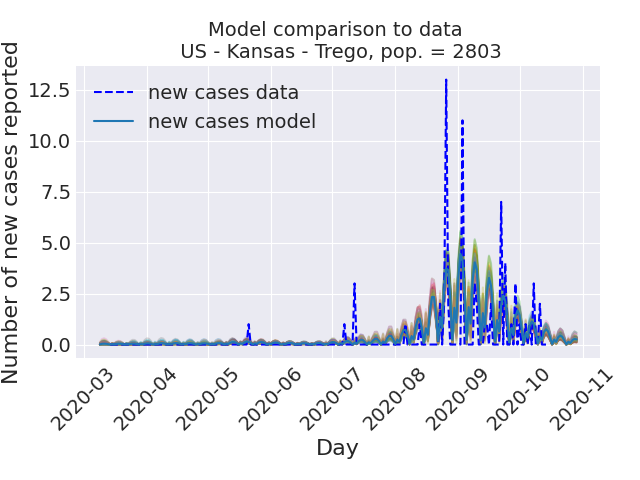 Model comparison to data
US - Kansas - Trego, pop. = 2803
Number of new cases reported
12.5
10.0
7.5
5.0
2.5
0.0
new cases data
new cases model
2020-03
2020-04
2020-05
2020-06
2020-07
2020-08
2020-09
2020-10
2020-11
Day